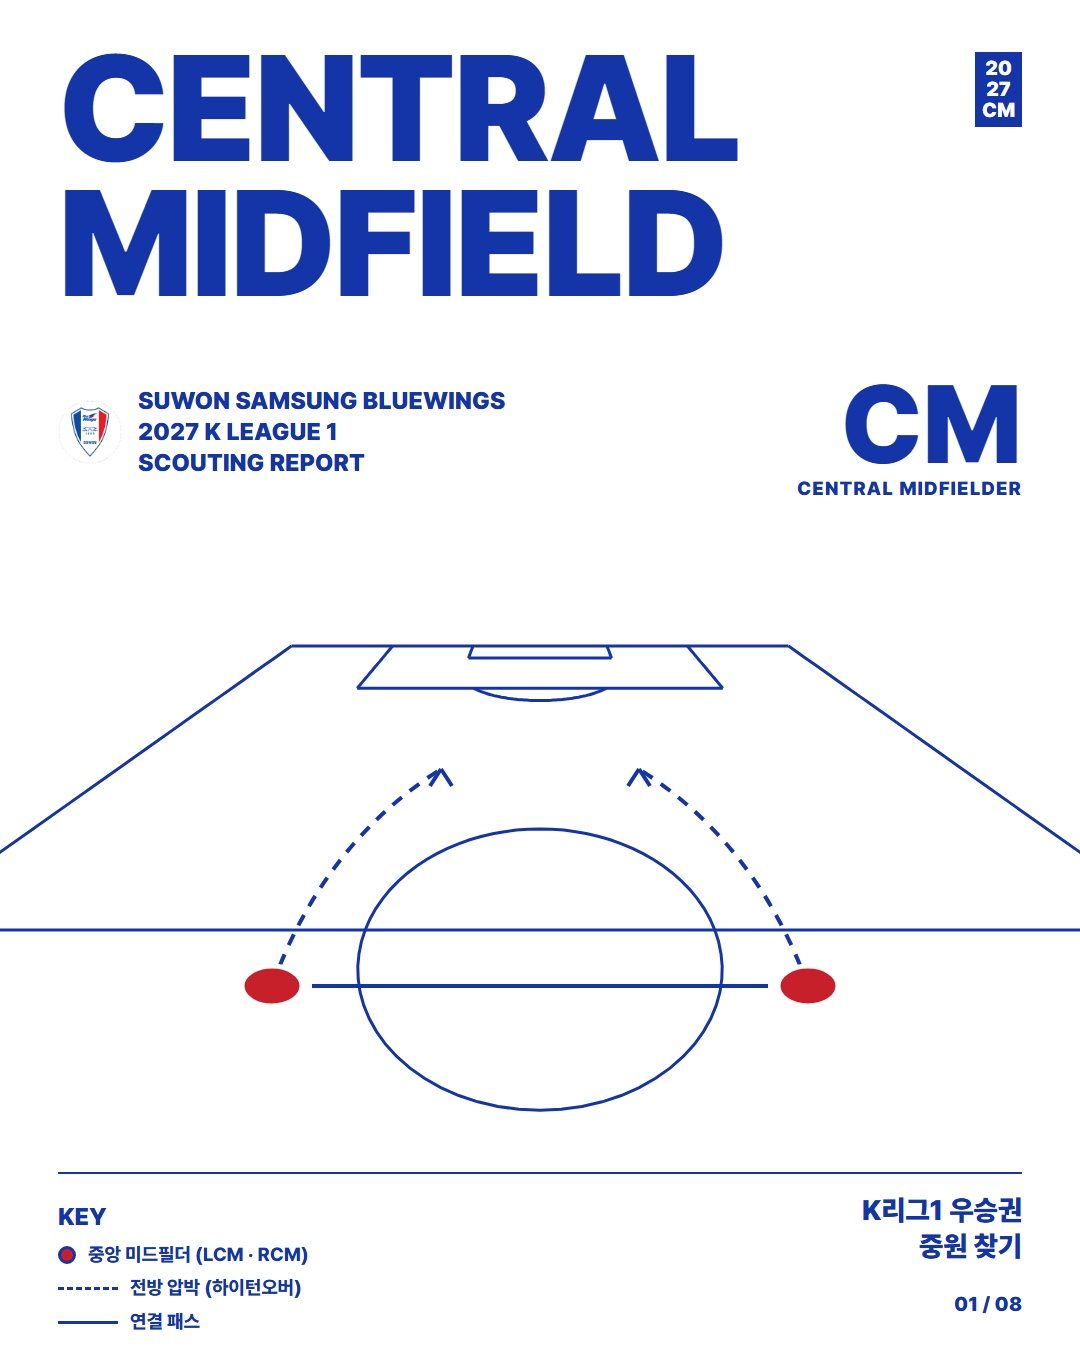 CENTRAL
MIDFIELD
20
27
CM
SUWON SAMSUNG BLUEWINGS
2027 K LEAGUE 1
SCOUTING REPORT
CM
CENTRAL MIDFIELDER
KEY
중앙 미드필더 (LCM · RCM)
전방 압박 (하이턴오버)
연결 패스
K리그1 우승권
중원 찾기
01 / 08